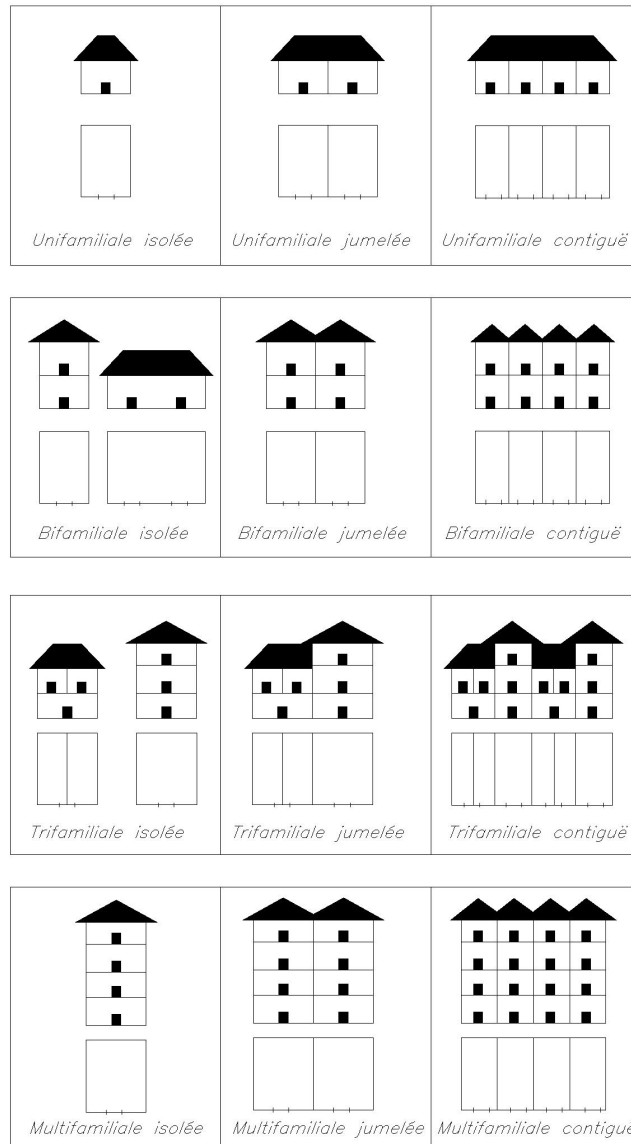 Unifamiliale isolée
Unifamiliale jumelée
Unifamiliale contiguë
Bifamiliale isolée
Bifamiliale jumelée
Bifamiliale contiguë
Trifamiliale isolée
Trifamiliale jumelée
Trifamiliale contiguë
Multifamiliale isolée
Multifamiliale jumelée
Multifamiliale contiguë